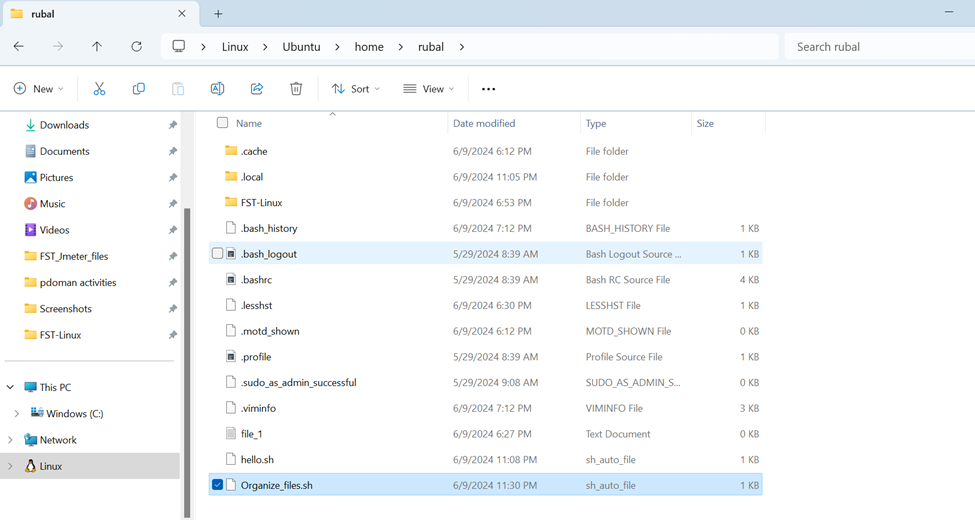 rubal
Linux > Ubuntu > home > rubal >
Search rubal
New
Sort
View
Downloads
Documents
Pictures
Music
Videos
FST_Jmeter_files
pdoman activities
Screenshots
FST-Linux
This PC
Windows (C:)
Network
Linux
Name Date modified Type Size
.cache 6/9/2024 6:12 PM File folder
.local 6/9/2024 11:05 PM File folder
FST-Linux 6/9/2024 6:53 PM File folder
.bash_history 6/9/2024 7:12 PM BASH_HISTORY File 1 KB
.bash_logout 5/29/2024 8:39 AM Bash Logout Source ... 1 KB
.bashrc 5/29/2024 8:39 AM Bash RC Source File 4 KB
.lesshst 6/9/2024 6:30 PM LESSHST File 1 KB
.motd_shown 6/9/2024 6:12 PM MOTD_SHOWN File 0 KB
.profile 5/29/2024 8:39 AM Profile Source File 1 KB
.sudo_as_admin_successful 5/29/2024 9:08 AM SUDO_AS_ADMIN_S... 0 KB
.viminfo 6/9/2024 7:12 PM VIMINFO File 3 KB
file_1 6/9/2024 6:27 PM Text Document 0 KB
hello.sh 6/9/2024 11:08 PM sh_auto_file 1 KB
Organize_files.sh 6/9/2024 11:30 PM sh_auto_file 1 KB